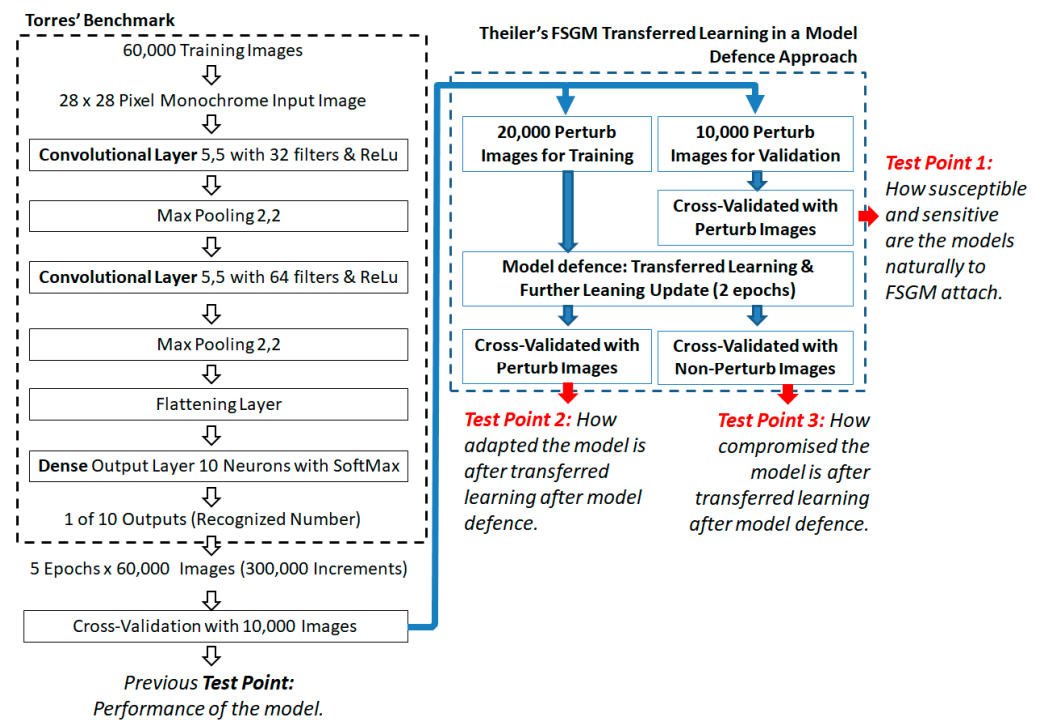 Torres’ Benchmark
60,000 Training Images
28 x 28 Pixel Monochrome Input Image
Convolutional Layer 5,5 with 32 filters & ReLu
Max Pooling 2,2
Convolutional Layer 5,5 with 64 filters & ReLu
Max Pooling 2,2
Flattening Layer
Dense Output Layer 10 Neurons with SoftMax
1 of 10 Outputs (Recognized Number)
5 Epochs x 60,000 Images (300,000 Increments)
Cross-Validation with 10,000 Images
Previous Test Point:
Performance of the model.
Theiler’s FSGM Transferred Learning in a Model
Defence Approach
20,000 Perturb
Images for Training
10,000 Perturb
Images for Validation
Cross-Validated with
Perturb Images
Test Point 1:
How susceptible
and sensitive
are the models
naturally to
FSGM attach.
Model defence: Transferred Learning &
Further Leaning Update (2 epochs)
Cross-Validated with
Perturb Images
Cross-Validated with
Non-Perturb Images
Test Point 2: How
adapted the model is
after transferred
learning after model
defence.
Test Point 3: How
compromised the
model is after
transferred learning
after model defence.